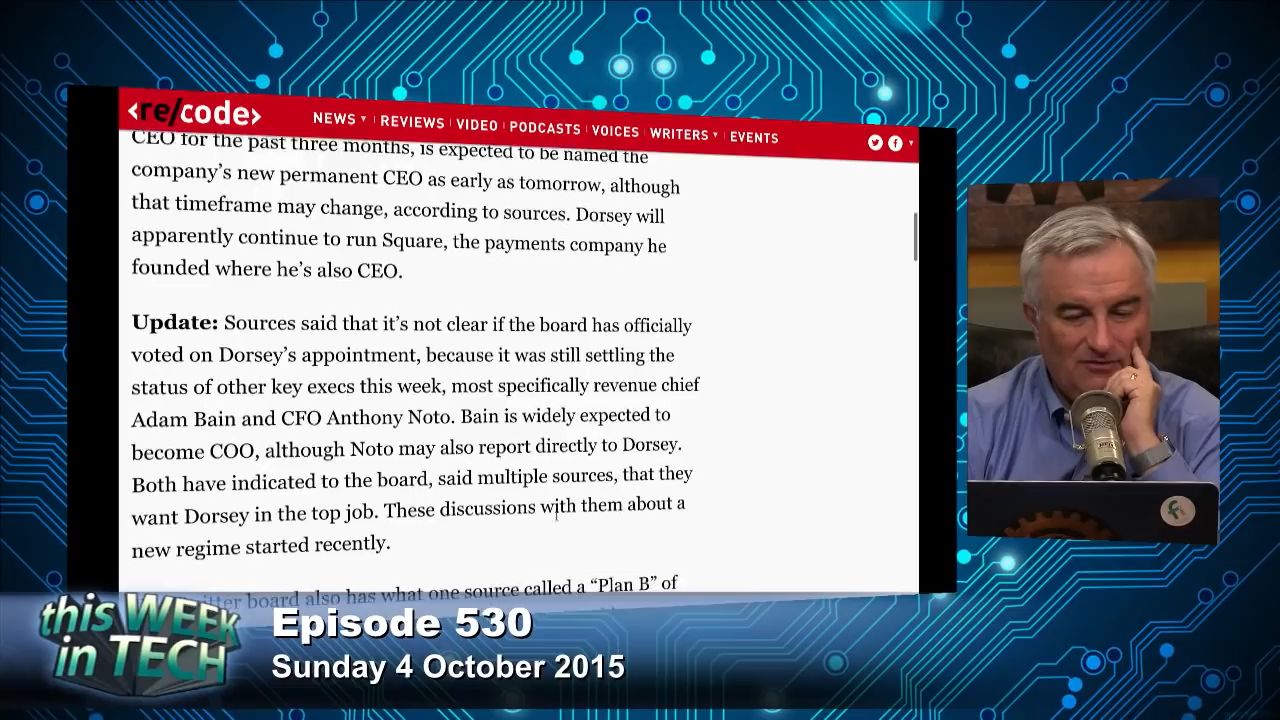 <re/code>
NEWS REVIEWS VIDEO PODCASTS VOICES WRITERS EVENTS
CEO for the past three months, is expected to be named the
company's new permanent CEO as early as tomorrow, although
that timeframe may change, according to sources. Dorsey will
apparently continue to run Square, the payments company he
founded where he's also CEO.
Update: Sources said that it's not clear if the board has officially
voted on Dorsey's appointment, because it was still settling the
status of other key execs this week, most specifically revenue chief
Adam Bain and CFO Anthony Noto. Bain is widely expected to
become COO, although Noto may also report directly to Dorsey.
Both have indicated to the board, said multiple sources, that they
want Dorsey in the top job. These discussions with them about a
new regime started recently.
board also has what one source called a “Plan B” of
this WEEK
in TECH
Episode 530
Sunday 4 October 2015